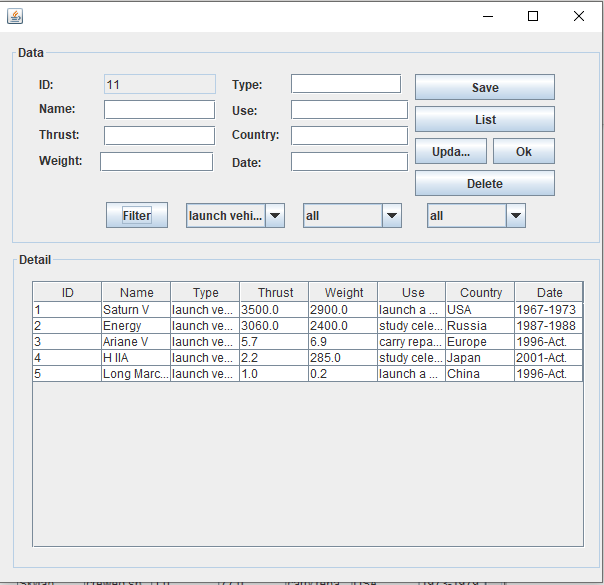 Data
ID: 11 Type: Save
Name: Use: List
Thrust: Country: Upda... Ok
Weight: Date: Delete
Filter launch vehi... all all
Detail
ID Name Type Thrust Weight Use Country Date
1 Saturn V launch ve... 3500.0 2900.0 launch a ... USA 1967-1973
2 Energy launch ve... 3060.0 2400.0 study cele... Russia 1987-1988
3 Ariane V launch ve... 5.7 6.9 carry repa... Europe 1996-Act.
4 H IIA launch ve... 2.2 285.0 study cele... Japan 2001-Act.
5 Long Marc... launch ve... 1.0 0.2 launch a ... China 1996-Act.